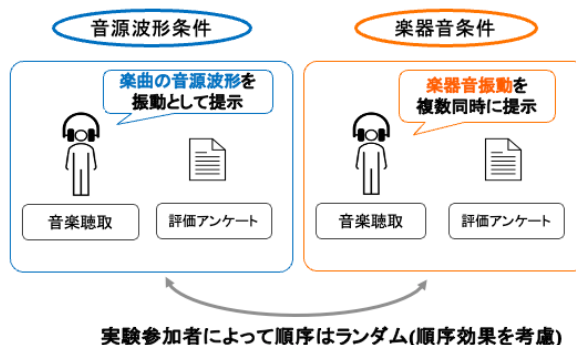 音源波形条件
楽器音条件
楽曲の音源波形を
振動として提示
楽器音振動を
複数同時に提示
音楽聴取
評価アンケート
音楽聴取
評価アンケート
実験参加者によって順序はランダム(順序効果を考慮)